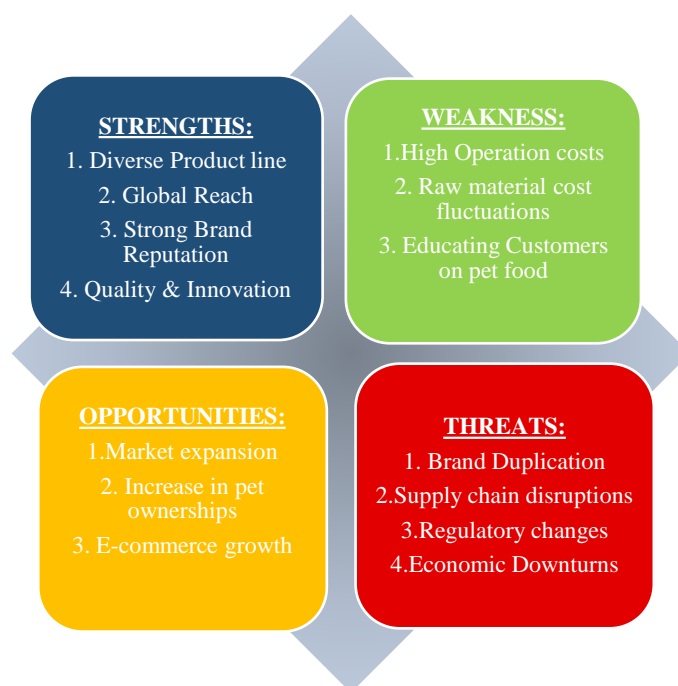 STRENGTHS:
1. Diverse Product line
2. Global Reach
3. Strong Brand
Reputation
4. Quality & Innovation
WEAKNESS:
1.High Operation costs
2. Raw material cost
fluctuations
3. Educating Customers
on pet food
OPPORTUNITIES:
1.Market expansion
2. Increase in pet
ownerships
3. E-commerce growth
THREATS:
1. Brand Duplication
2.Supply chain disruptions
3.Regulatory changes
4.Economic Downturns